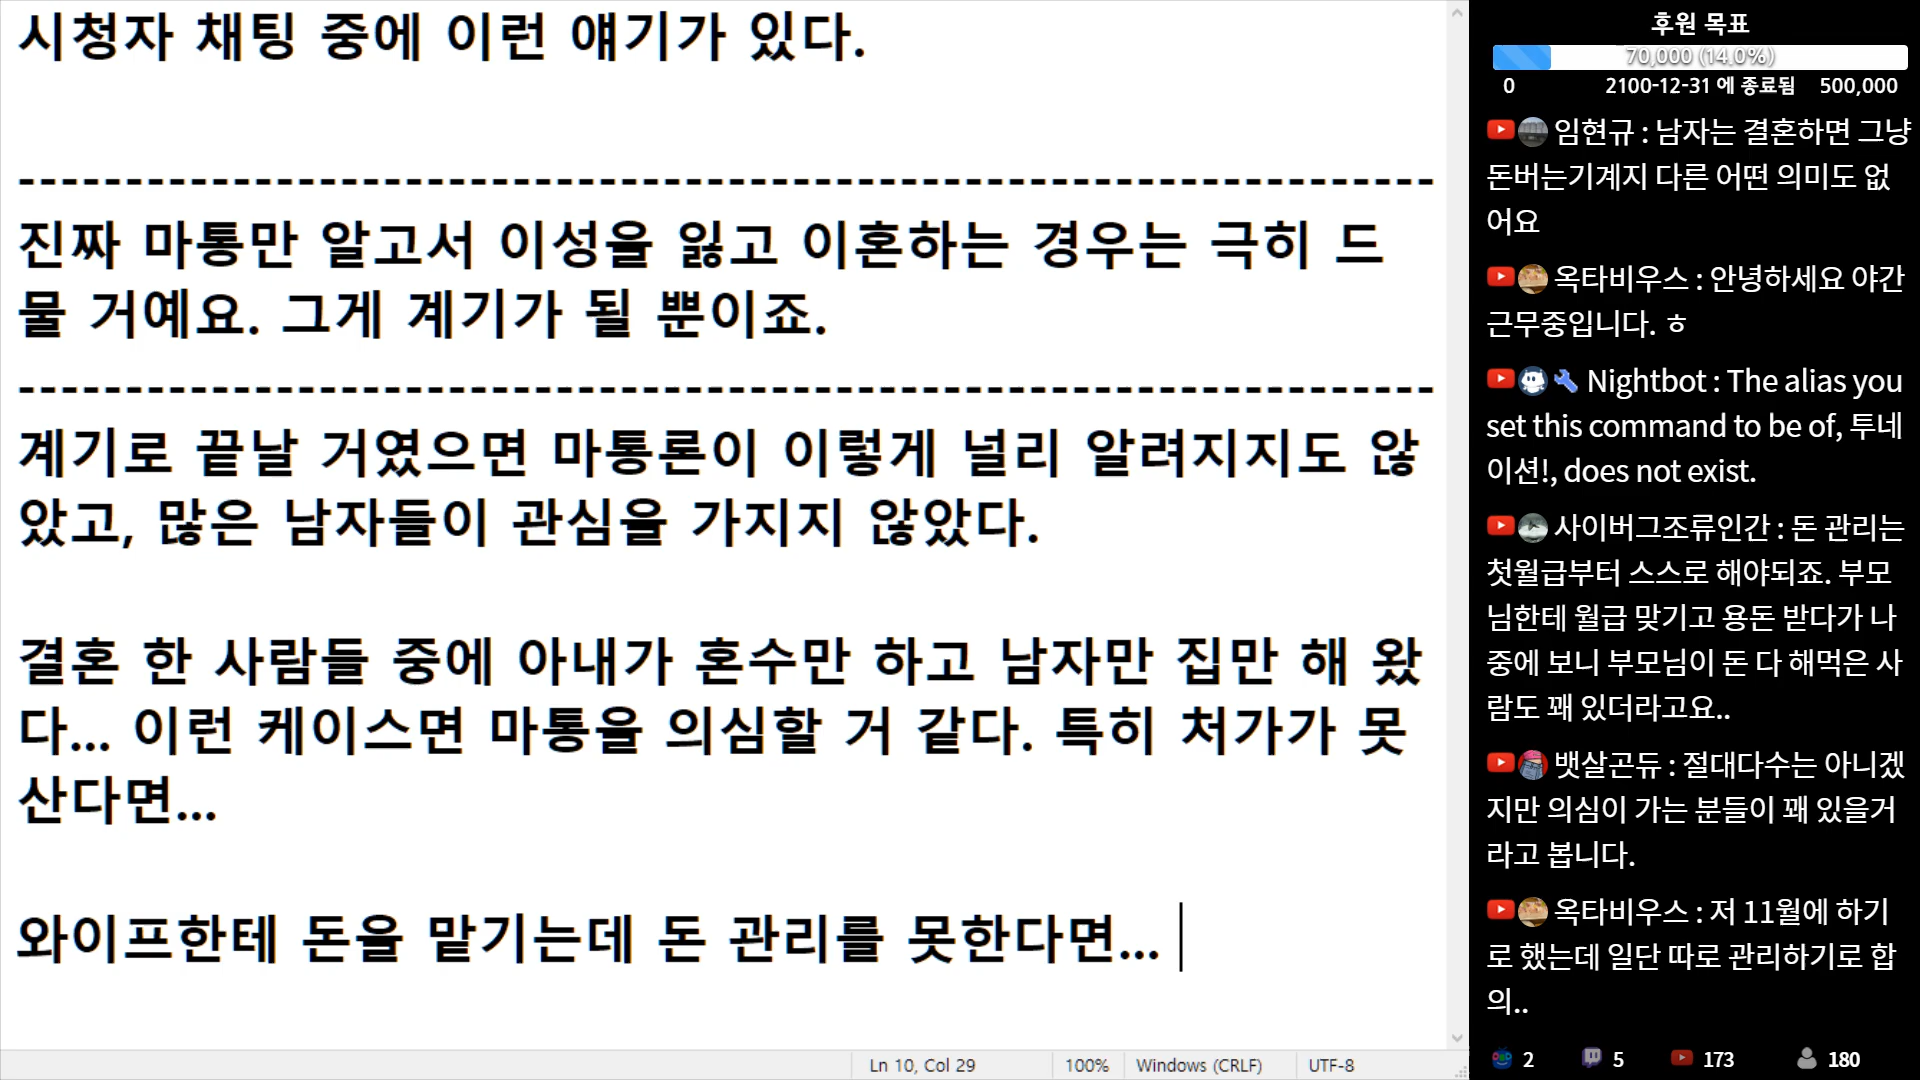 시청자 채팅 중에 이런 얘기가 있다.
--------------------------------------------------------------------
진짜 마통만 알고서 이성을 잃고 이혼하는 경우는 극히 드
물 거예요. 그게 계기가 될 뿐이죠.
--------------------------------------------------------------------
계기로 끝날 거였으면 마통론이 이렇게 널리 알려지지도 않
았고, 많은 남자들이 관심을 가지지 않았다.
결혼 한 사람들 중에 아내가 혼수만 하고 남자만 집만 해 왔
다... 이런 케이스면 마통을 의심할 거 같다. 특히 처가가 못
산다면...
와이프한테 돈을 맡기는데 돈 관리를 못한다면...
Ln 10, Col 29
100%
Windows (CRLF)
UTF-8
후원 목표
70,000 (14.0%)
0 2100-12-31 에 종료됨 500,000
임현규 : 남자는 결혼하면 그냥
돈버는기계지 다른 어떤 의미도 없
어요
옥타비우스 : 안녕하세요 야간
근무중입니다. ㅎ
Nightbot : The alias you
set this command to be of, 투네
이션!, does not exist.
사이버그조류인간 : 돈 관리는
첫월급부터 스스로 해야되죠. 부모
님한테 월급 맞기고 용돈 받다가 나
중에 보니 부모님이 돈 다 해먹은 사
람도 꽤 있더라고요..
뱃살곤듀 : 절대다수는 아니겠
지만 의심이 가는 분들이 꽤 있을거
라고 봅니다.
옥타비우스 : 저 11월에 하기
로 했는데 일단 따로 관리하기로 합
의..
2 5 173 180